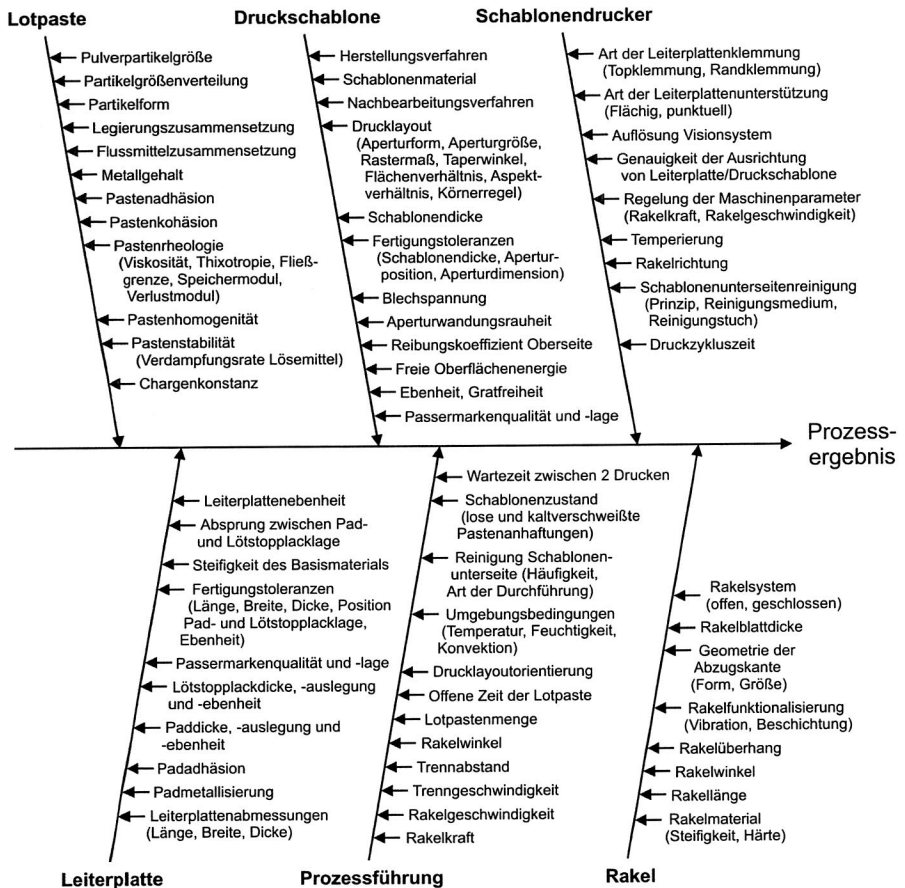 Lotpaste
Pulverpartikelgröße
Partikelgrößenverteilung
Partikelform
Legierungszusammensetzung
Flussmittelzusammensetzung
Metallgehalt
Pastenadhäsion
Pastenkohäsion
Pastenrheologie
(Viskosität, Thixotropie, Fließ-
grenze, Speichermodul,
Verlustmodul)
Pastenhomogenität
Pastenstabilität
(Verdampfungsrate Lösemittel)
Chargenkonstanz
Druckschablone
Herstellungsverfahren
Schablonenmaterial
Nachbearbeitungsverfahren
Drucklayout
(Aperturform, Aperturgröße,
Rastermaß, Taperwinkel,
Flächenverhältnis, Aspekt-
verhältnis, Körnerregel)
Schablonendicke
Fertigungstoleranzen
(Schablonendicke, Apertur-
position, Aperturdimension)
Blechspannung
Aperturwandungsrauheit
Reibungskoeffizient Oberseite
Freie Oberflächenenergie
Ebenheit, Gratfreiheit
Passermarkenqualität und -lage
Schablonendrucker
Art der Leiterplattenklemmung
(Topklemmung, Randklemmung)
Art der Leiterplattenunterstützung
(Flächig, punktuell)
Auflösung Visionsystem
Genauigkeit der Ausrichtung
von Leiterplatte/Druckschablone
Regelung der Maschinenparameter
(Rakelkraft, Rakelgeschwindigkeit)
Temperierung
Rakelrichtung
Schablonenunterseitenreinigung
(Prinzip, Reinigungsmedium,
Reinigungstuch)
Druckzykluszeit
Prozess-
ergebnis
Leiterplattenebenheit
Absprung zwischen Pad-
und Lötstopplacklage
Steifigkeit des Basismaterials
Fertigungstoleranzen
(Länge, Breite, Dicke, Position
Pad- und Lötstopplacklage,
Ebenheit)
Passermarkenqualität und -lage
Lötstopplackdicke, -auslegung
und -ebenheit
Paddicke, -auslegung und
-ebenheit
Padadhäsion
Padmetallisierung
Leiterplattenabmessungen
(Länge, Breite, Dicke)
Leiterplatte
Wartezeit zwischen 2 Drucken
Schablonenzustand
(lose und kaltverschweißte
Pastenanhaftungen)
Reinigung Schablonen-
unterseite (Häufigkeit,
Art der Durchführung)
Umgebungsbedingungen
(Temperatur, Feuchtigkeit,
Konvektion)
Drucklayoutorientierung
Offene Zeit der Lotpaste
Lotpastenmenge
Rakelwinkel
Trennabstand
Trenngeschwindigkeit
Rakelgeschwindigkeit
Rakelkraft
Prozessführung
Rakelsystem
(offen, geschlossen)
Rakelblattdicke
Geometrie der
Abzugskante
(Form, Größe)
Rakelfunktionalisierung
(Vibration, Beschichtung)
Rakelüberhang
Rakelwinkel
Rakellänge
Rakelmaterial
(Steifigkeit, Härte)
Rakel